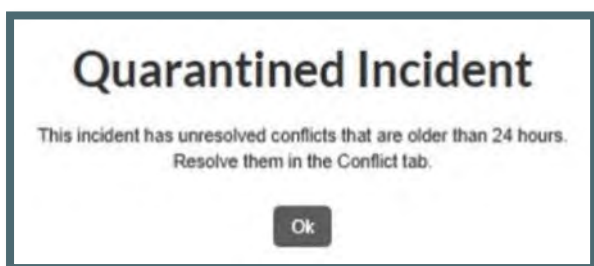 Quarantined Incident
This incident has unresolved conflicts that are older than 24 hours.
Resolve them in the Conflict tab.
Ok